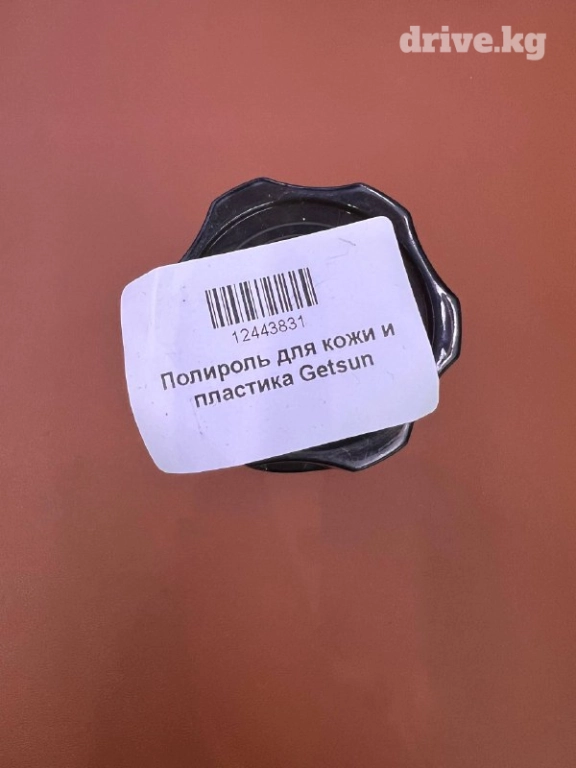 drive.kg
12443831
Полироль для кожи и
пластика Getsun